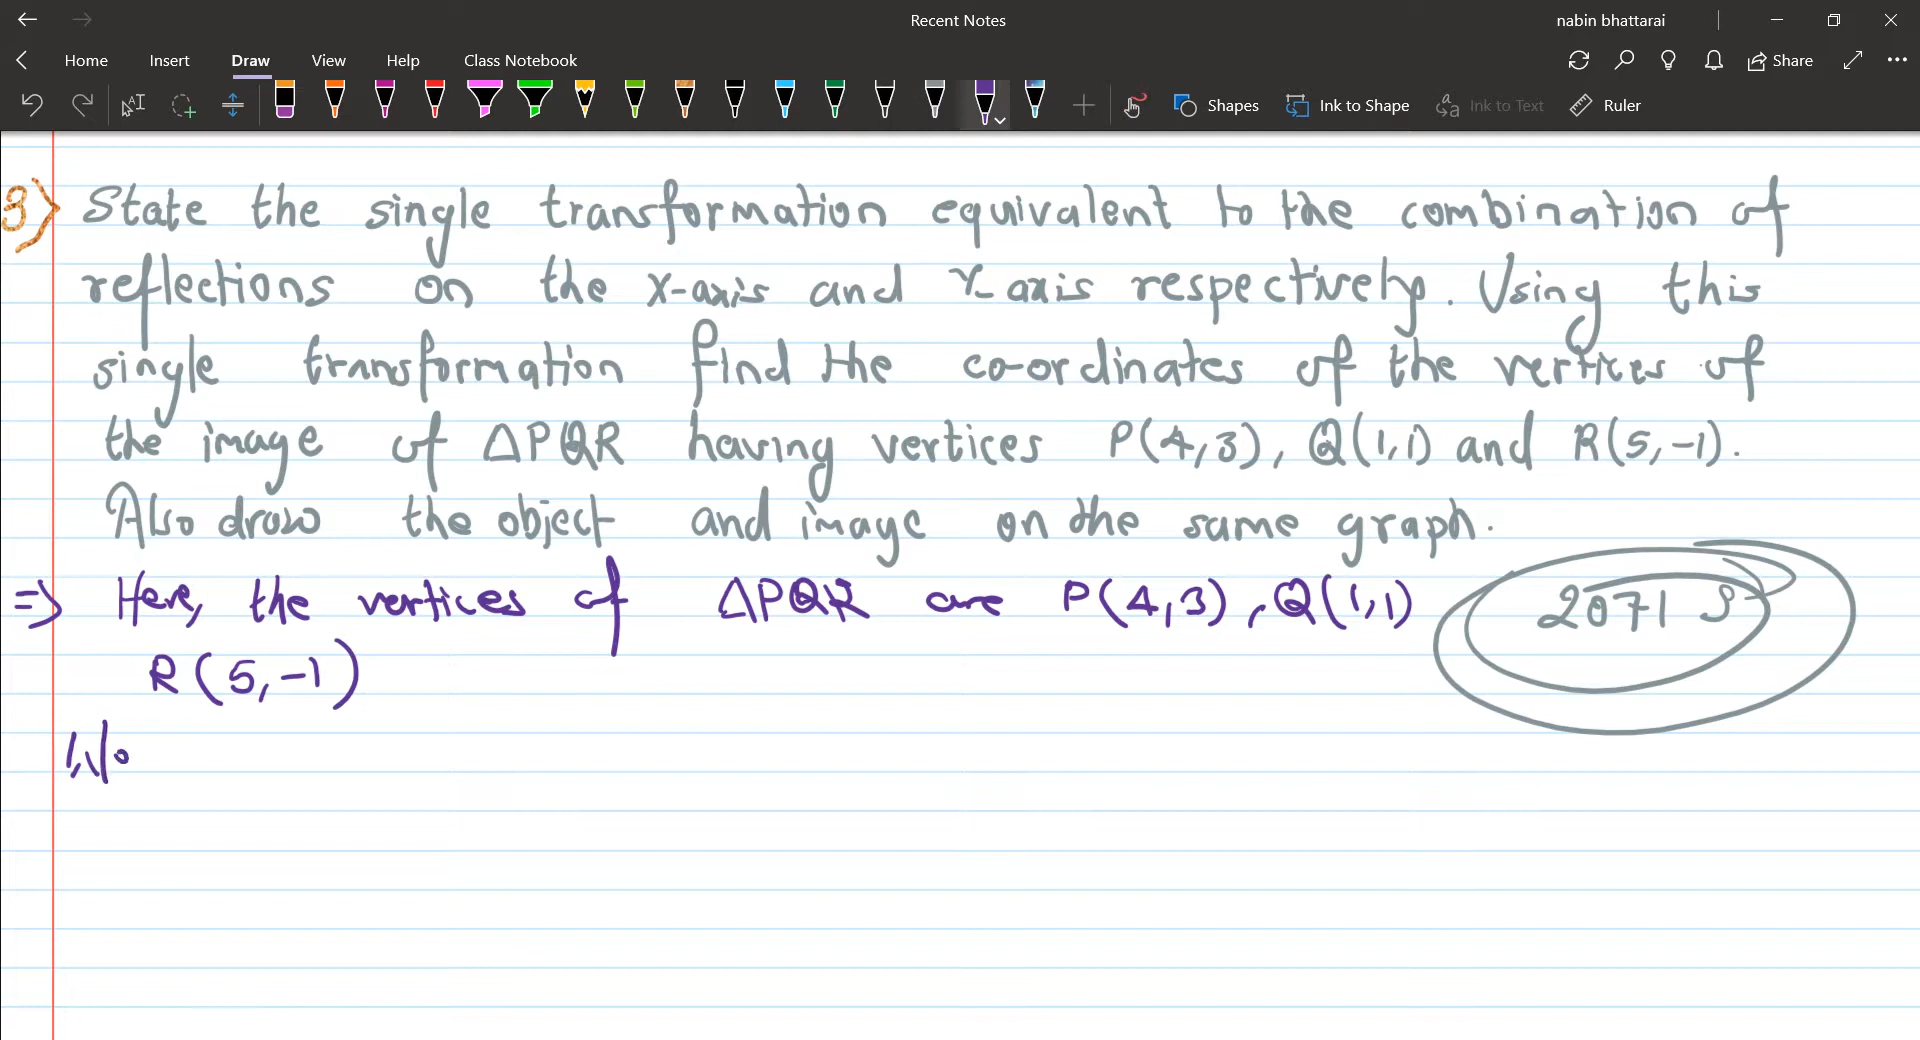 Recent Notes
nabin bhattarai
Home Insert Draw View Help Class Notebook
Share
Shapes Ink to Shape Ink to Text Ruler
3) State the single transformation equivalent to the combination of
reflections on the X-axis and Y-axis respectively. Using this
single transformation find the co-ordinates of the vertices of
the image of ΔPQR having vertices P(4,3), Q(1,1) and R(5,-1).
Also draw the object and image on the same graph.
=> Here, the vertices of ΔPQR are P(4,3), Q(1,1)
2071 S
R(5,-1)